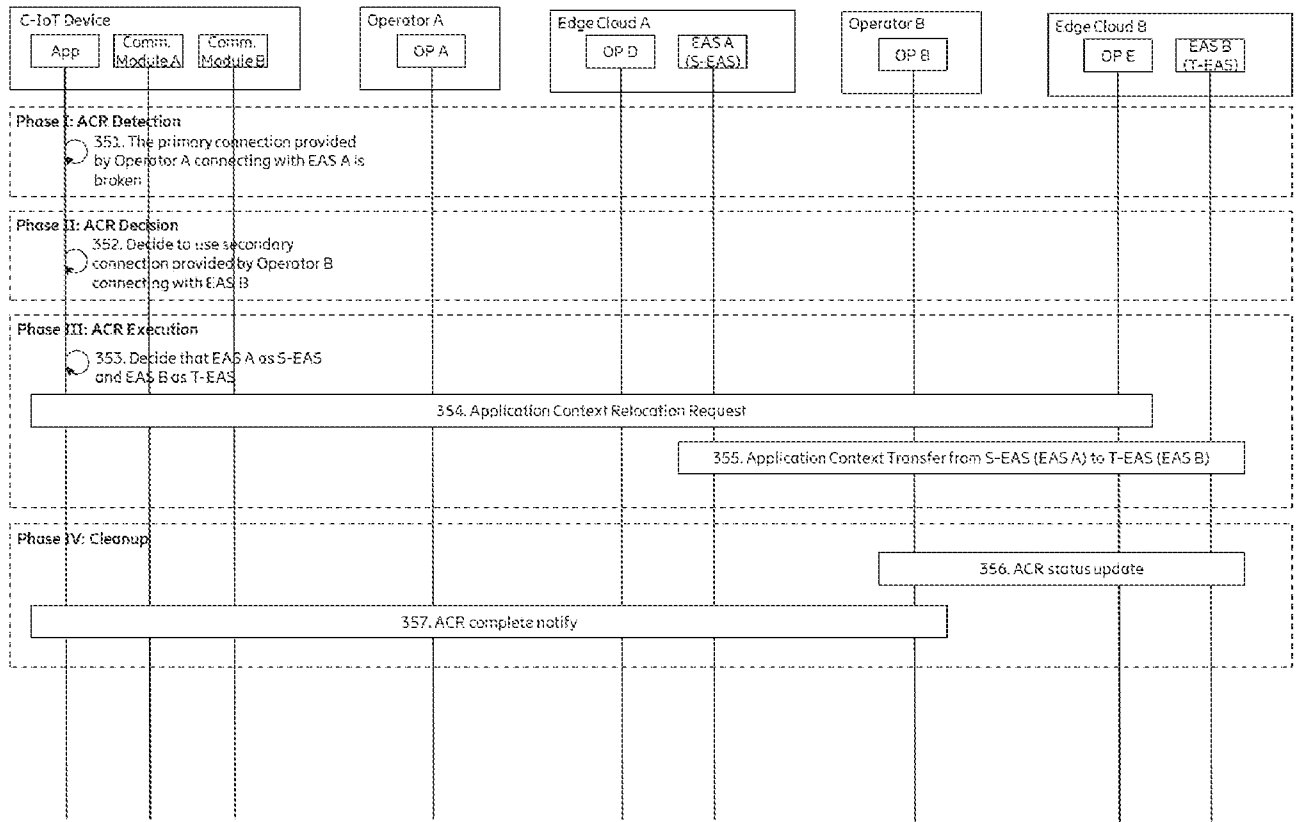 C-IoT Device
App
Comm.
Module A
Comm.
Module B
Operator A
OP A
Edge Cloud A
OP D
EAS A
(S-EAS)
Operator B
OP B
Edge Cloud B
OP E
EAS B
(T-EAS)
Phase I: ACR Detection
351. The primary connection provided
by Operator A connecting with EAS A is
broken
Phase II: ACR Decision
352. Decide to use secondary
connection provided by Operator B
connecting with EAS B
Phase III: ACR Execution
353. Decide that EAS A as S-EAS
and EAS B as T-EAS
354. Application Context Relocation Request
355. Application Context Transfer from S-EAS (EAS A) to T-EAS (EAS B)
Phase IV: Cleanup
356. ACR status update
357. ACR complete notify